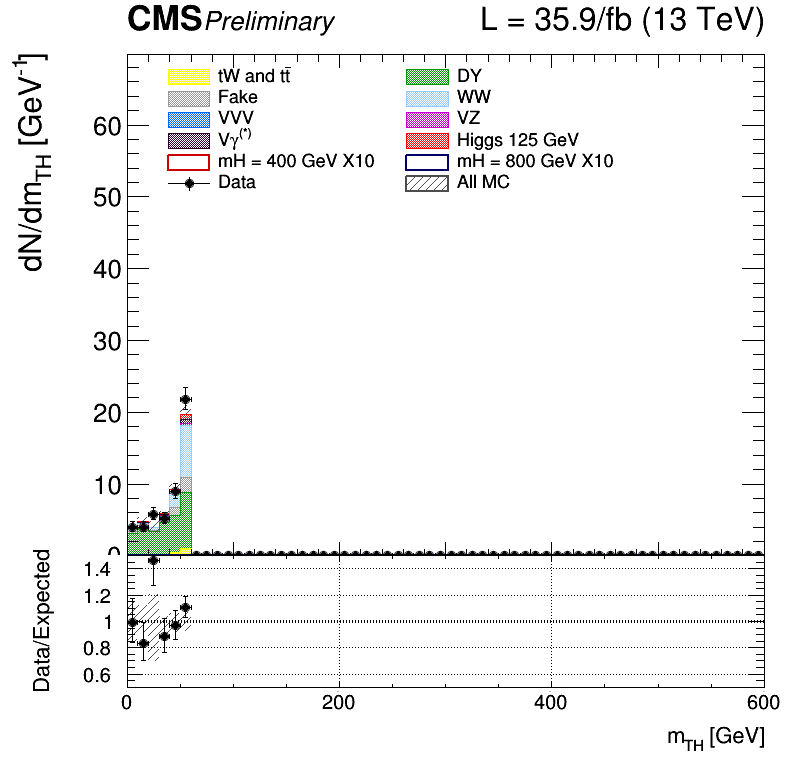 CMS Preliminary L = 35.9/fb (13 TeV)
dN/dm_TH [GeV⁻¹]
tW and tt̄ DY
Fake WW
VVV VZ
Vγ(*) Higgs 125 GeV
mH = 400 GeV X10 mH = 800 GeV X10
Data All MC
60
50
40
30
20
10
0
Data/Expected
1.4
1.2
1
0.8
0.6
0 200 400 600
m_TH [GeV]